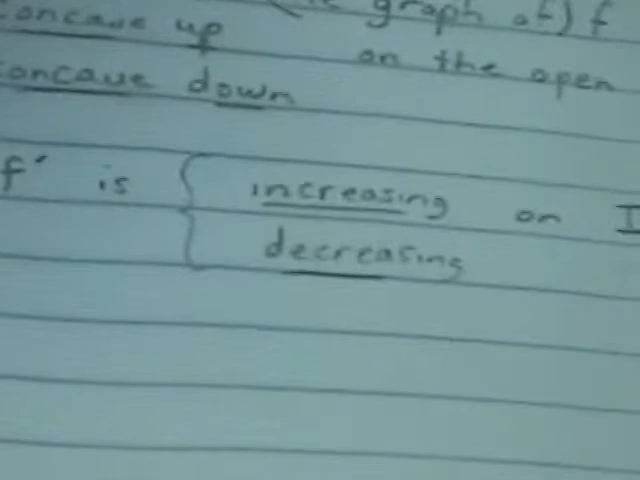 graph of) f
concave up on the open
concave down
f' is { increasing on I
decreasing